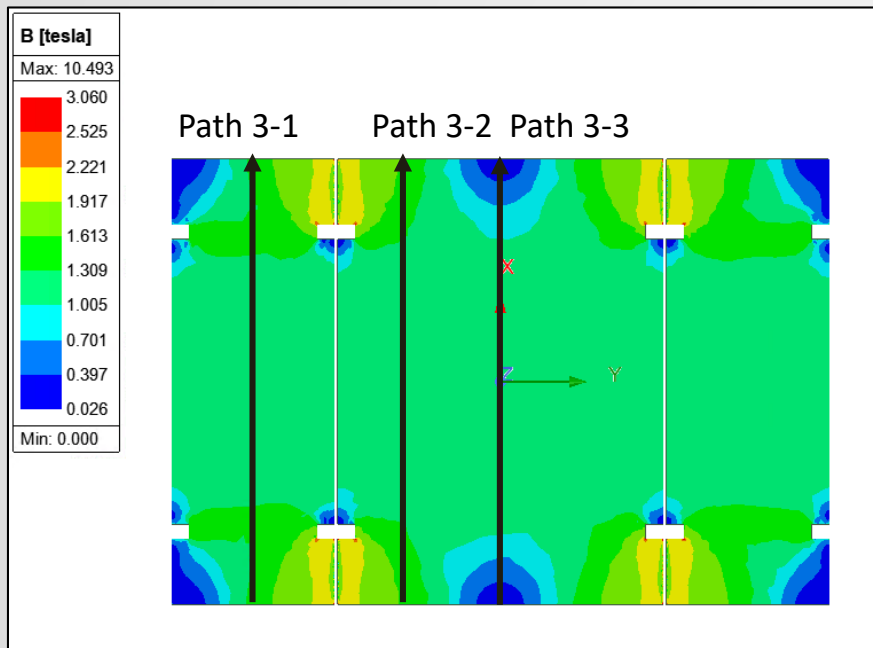 B [tesla]
Max: 10.493
3.060
2.525
2.221
1.917
1.613
1.309
1.005
0.701
0.397
0.026
Min: 0.000
Path 3-1 Path 3-2 Path 3-3
X
Z
Y